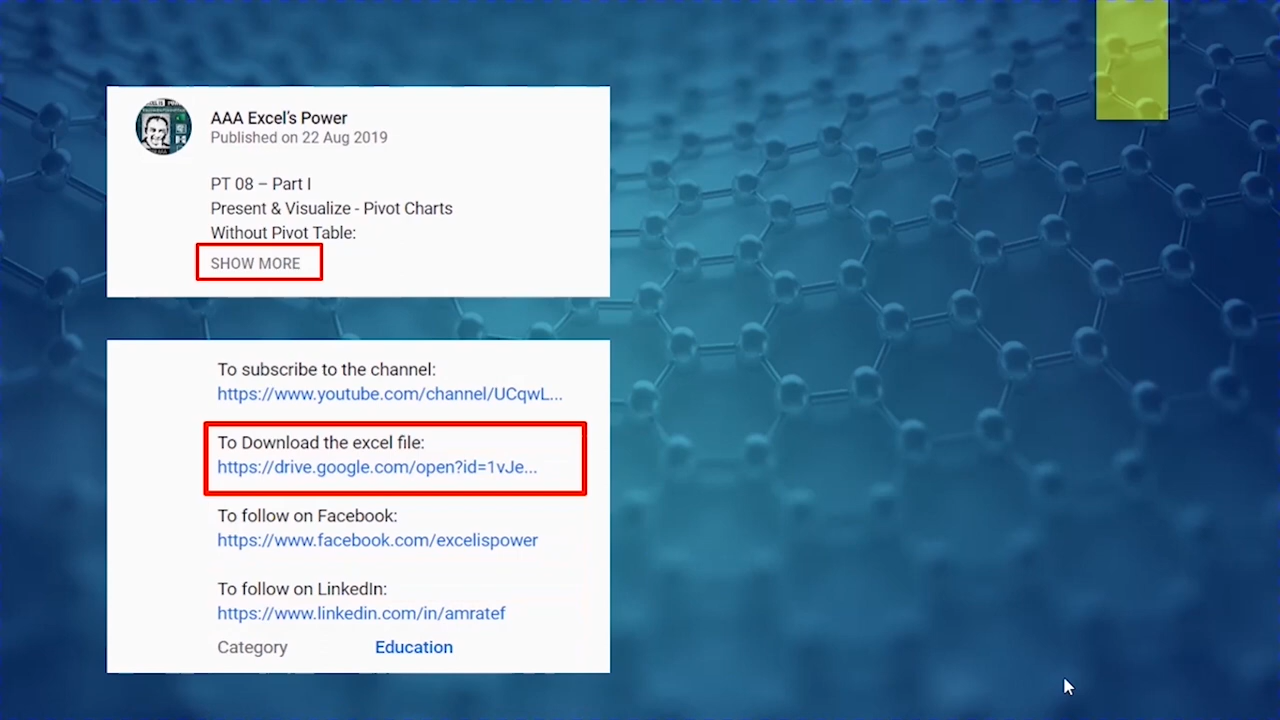 AAA Excel's Power
Published on 22 Aug 2019
PT 08 – Part I
Present & Visualize - Pivot Charts
Without Pivot Table:
SHOW MORE
To subscribe to the channel:
https://www.youtube.com/channel/UCqwL...
To Download the excel file:
https://drive.google.com/open?id=1vJe...
To follow on Facebook:
https://www.facebook.com/excelispower
To follow on LinkedIn:
https://www.linkedin.com/in/amratef
Category Education